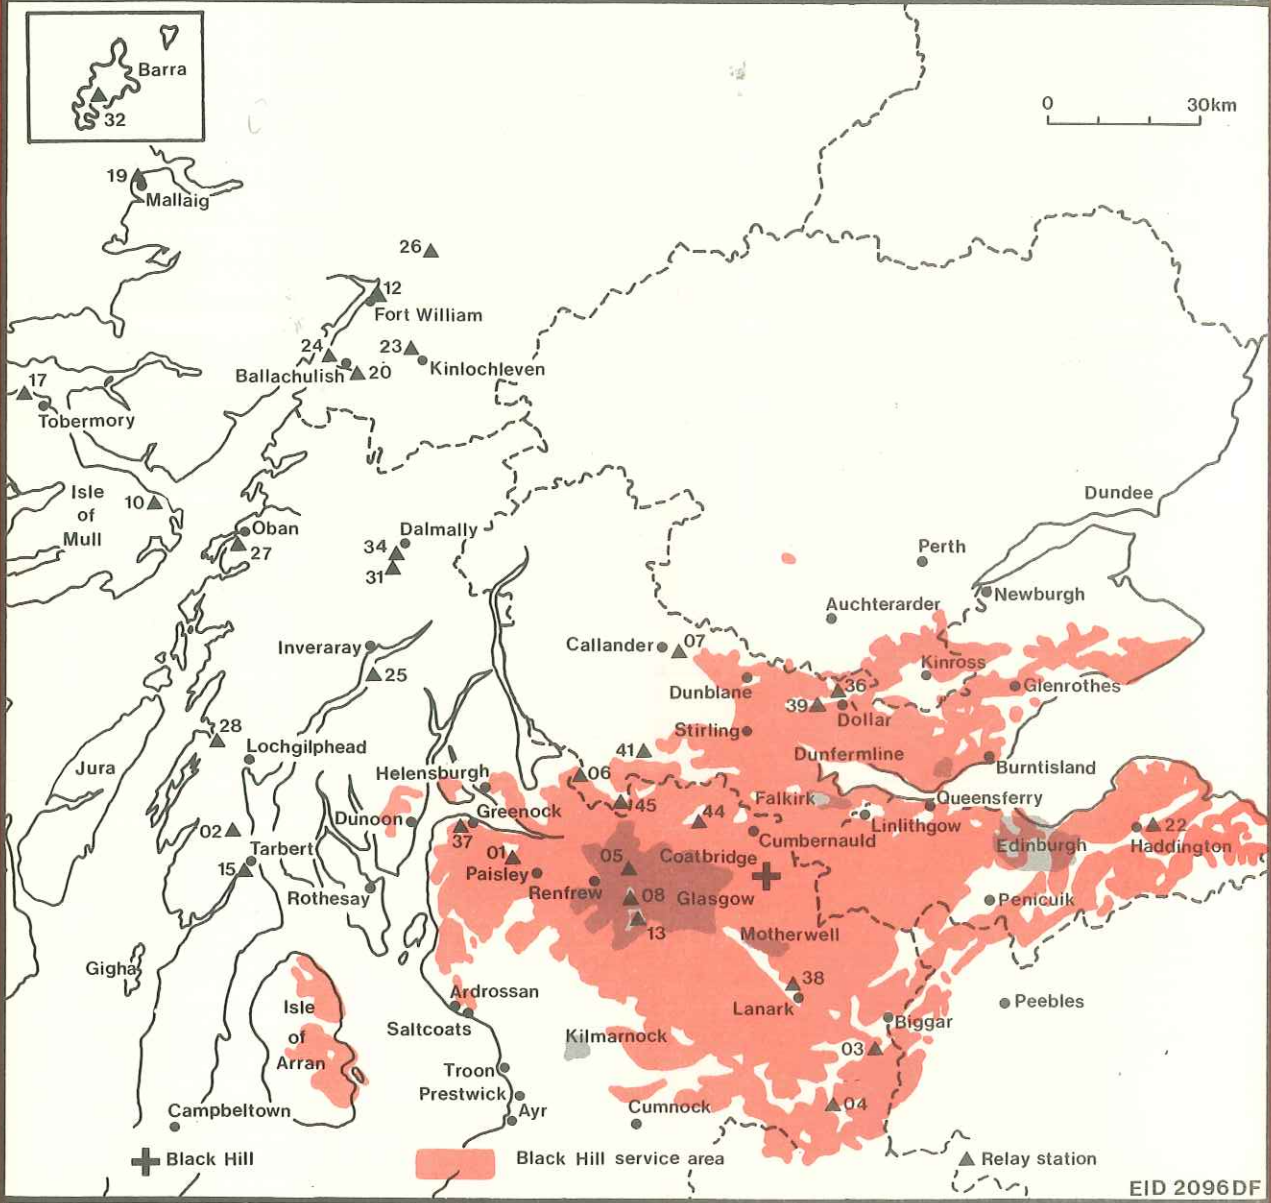 Barra
32
0 30km
19
Mallaig
26
12
Fort William
24
23
Ballachulish
20
Kinlochleven
17
Tobermory
Isle
of
Mull
10
Oban
27
Dalmally
34
31
Dundee
Perth
Newburgh
Auchterarder
Callander
07
Inveraray
25
Kinross
Dunblane
36
39
Dollar
Glenrothes
28
Lochgilphead
Stirling
41
Dunfermline
Burntisland
Jura
Helensburgh
06
Greenock
45
44
Falkirk
Queensferry
Dunoon
37
Linlithgow
Cumbernauld
02
Tarbert
15
01
Paisley
05
Coatbridge
Edinburgh
22
Haddington
Rothesay
Renfrew
08
Glasgow
Penicuik
13
Motherwell
Gigha
38
Lanark
Ardrossan
Saltcoats
Isle
of
Arran
Peebles
Biggar
Kilmarnock
03
Troon
Prestwick
Ayr
Cumnock
04
Campbeltown
Black Hill
Black Hill service area
Relay station
EID 2096DF